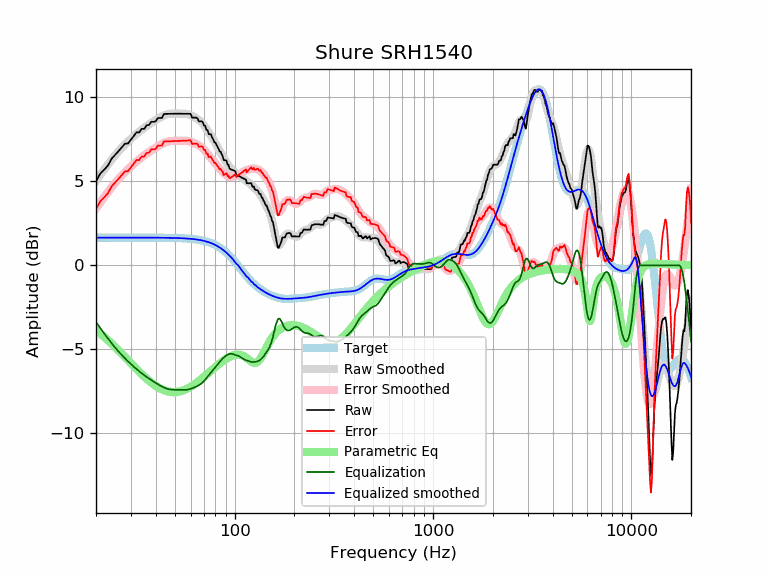 Shure SRH1540
Amplitude (dBr)
10
5
0
−5
−10
Target
Raw Smoothed
Error Smoothed
Raw
Error
Parametric Eq
Equalization
Equalized smoothed
100
1000
10000
Frequency (Hz)